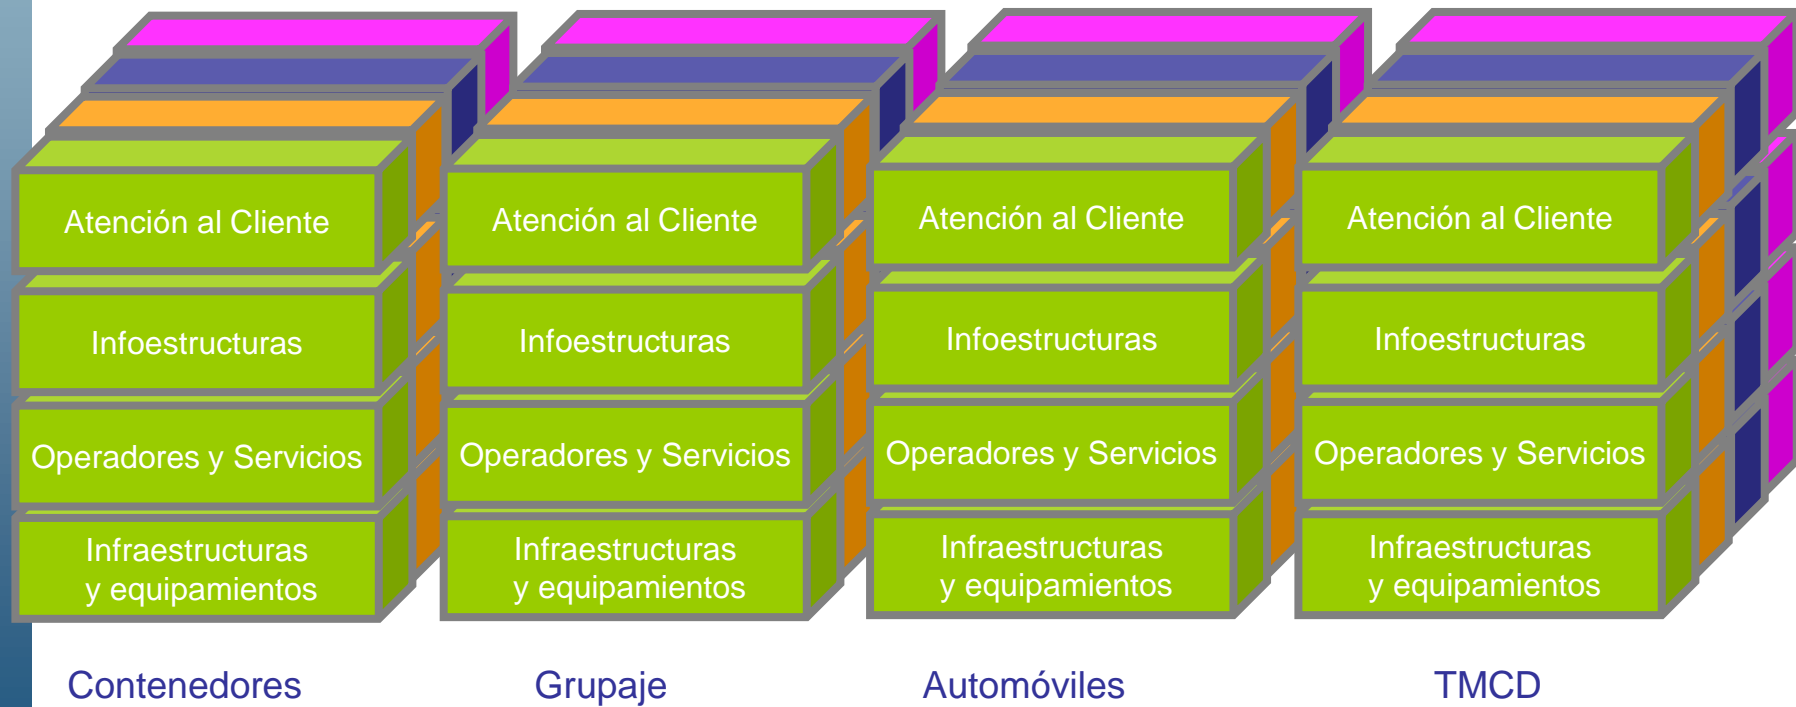 Atención al Cliente
Atención al Cliente
Atención al Cliente
Atención al Cliente
Infoestructuras
Infoestructuras
Infoestructuras
Infoestructuras
Operadores y Servicios
Operadores y Servicios
Operadores y Servicios
Operadores y Servicios
Infraestructuras
y equipamientos
Infraestructuras
y equipamientos
Infraestructuras
y equipamientos
Infraestructuras
y equipamientos
Contenedores
Grupaje
Automóviles
TMCD